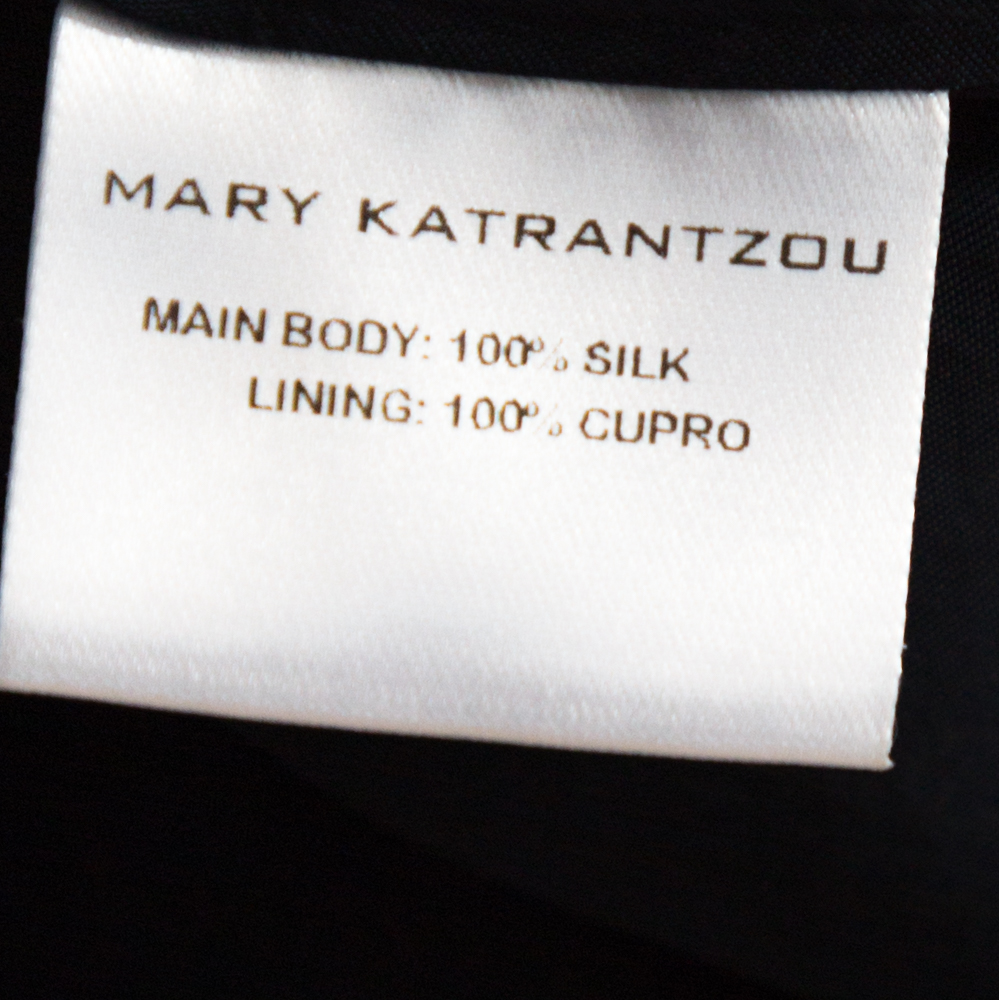 MARY KATRANTZOU
MAIN BODY: 100% SILK
LINING: 100% CUPRO